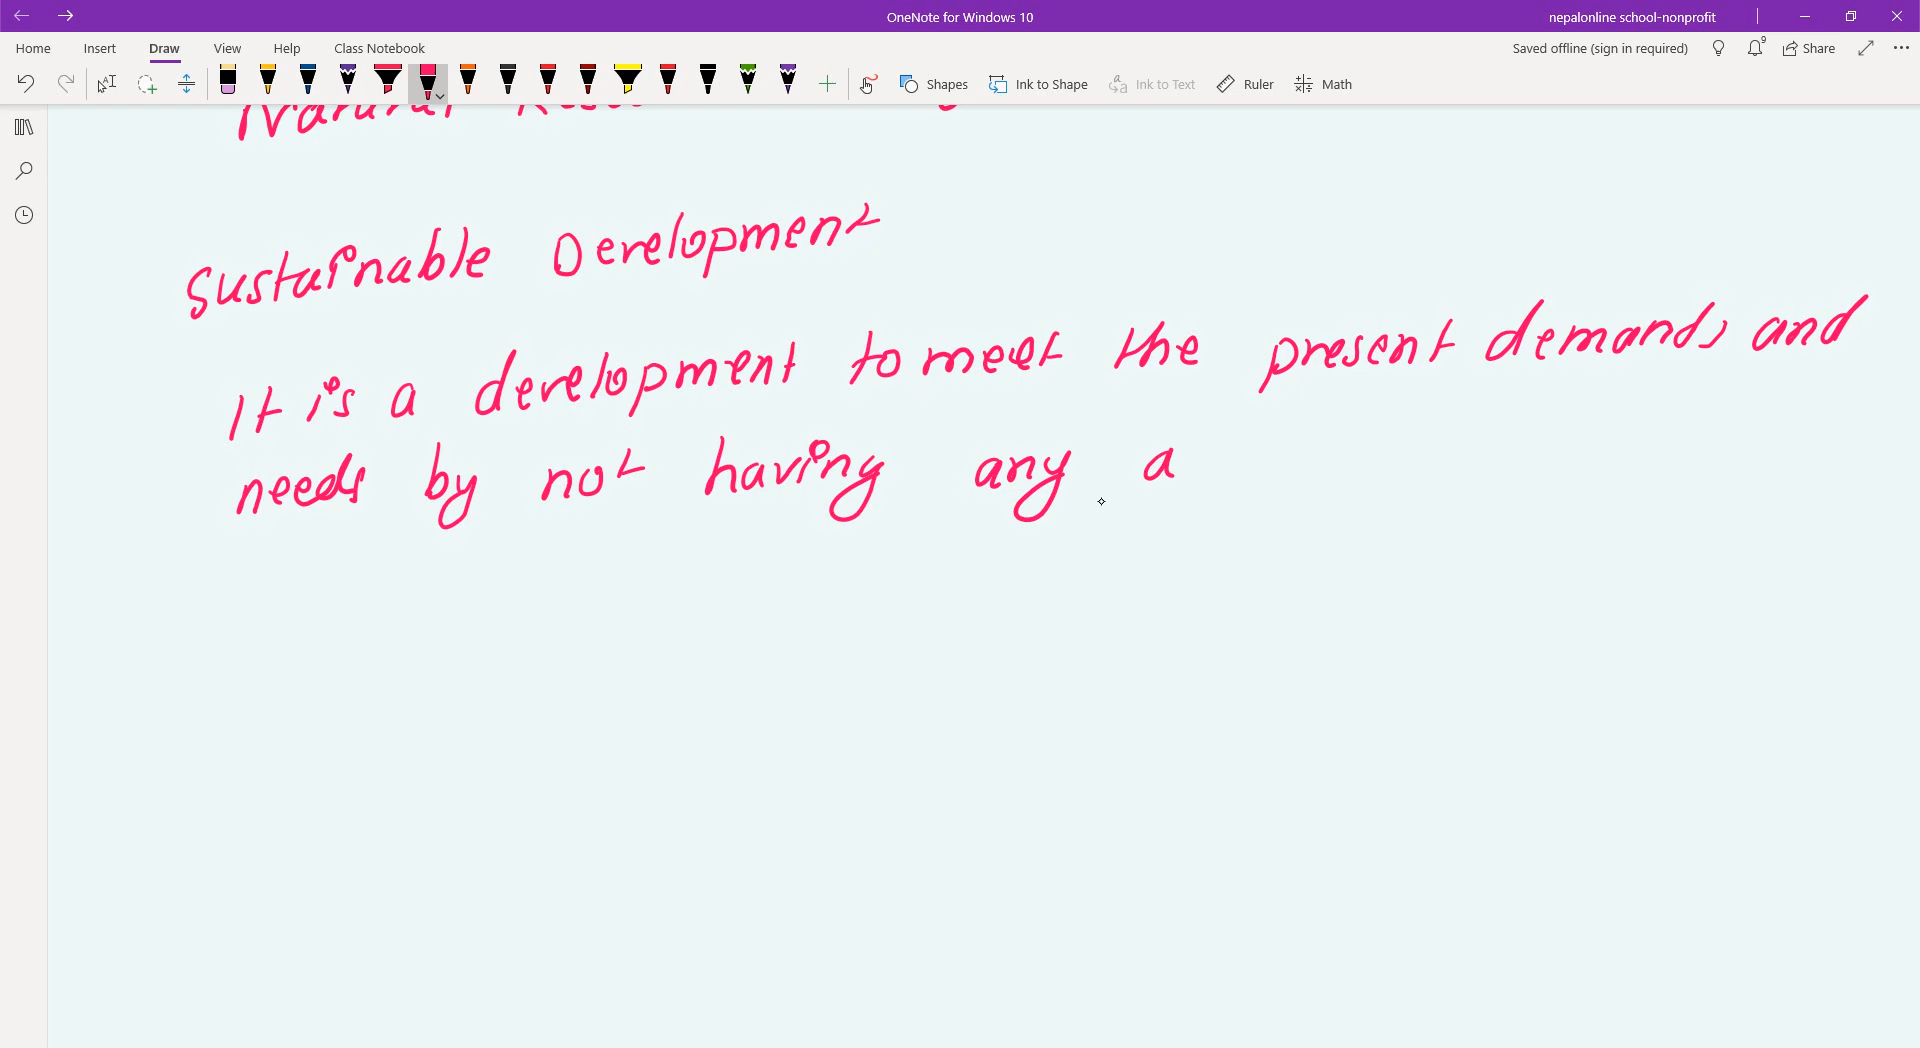 OneNote for Windows 10
nepalonline school-nonprofit
Home Insert Draw View Help Class Notebook
Saved offline (sign in required) 9 Share
Shapes Ink to Shape Ink to Text Ruler Math
Natural
Sustainable Development
It is a development to meet the present demands and
needs by not having any a